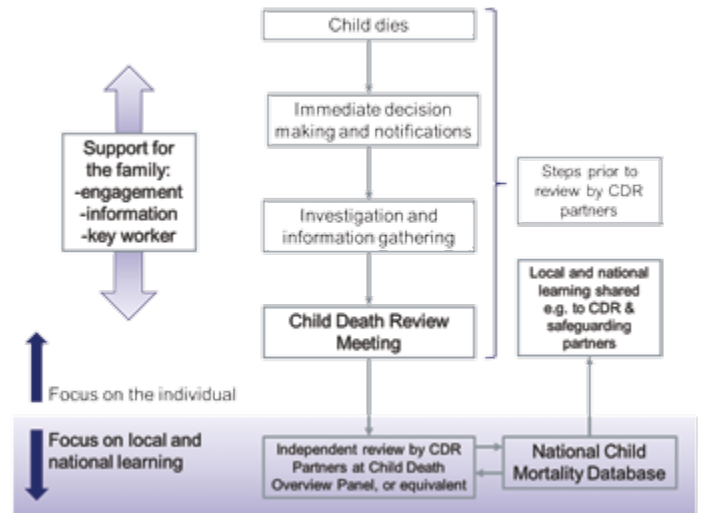 Child dies
Immediate decision
making and notifications
Support for
the family:
-engagement
-information
-key worker
Steps prior to
review by CDR
partners
Investigation and
information gathering
Local and national
learning shared
e.g. to CDR &
safeguarding
partners
Child Death Review
Meeting
Focus on the individual
Focus on local and
national learning
Independent review by CDR
Partners at Child Death
Overview Panel, or equivalent
National Child
Mortality Database